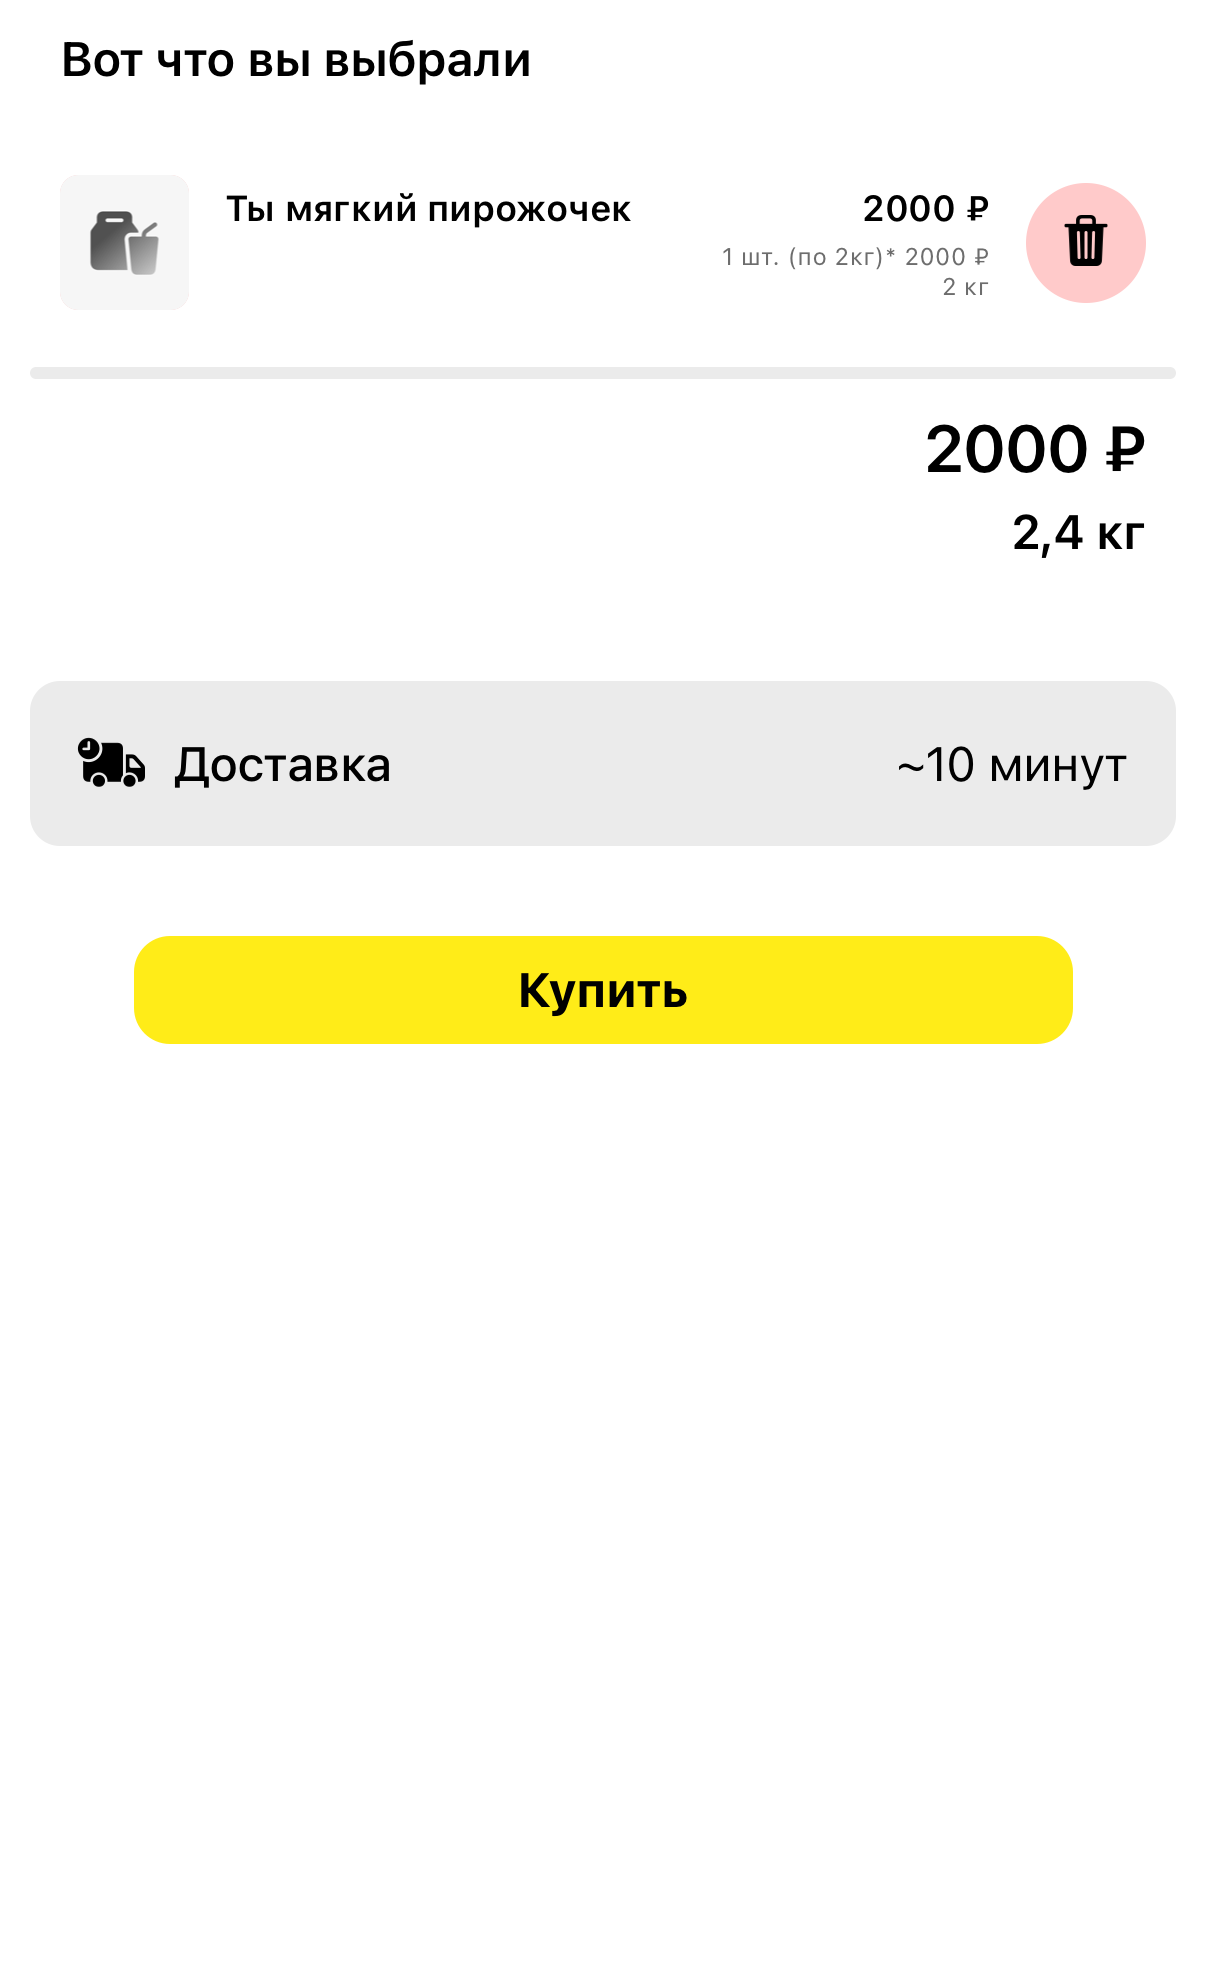 Вот что вы выбрали
Ты мягкий пирожочек
2000 ₽
1 шт. (по 2кг)* 2000 ₽
2 кг
2000 ₽
2,4 кг
Доставка
~10 минут
Купить